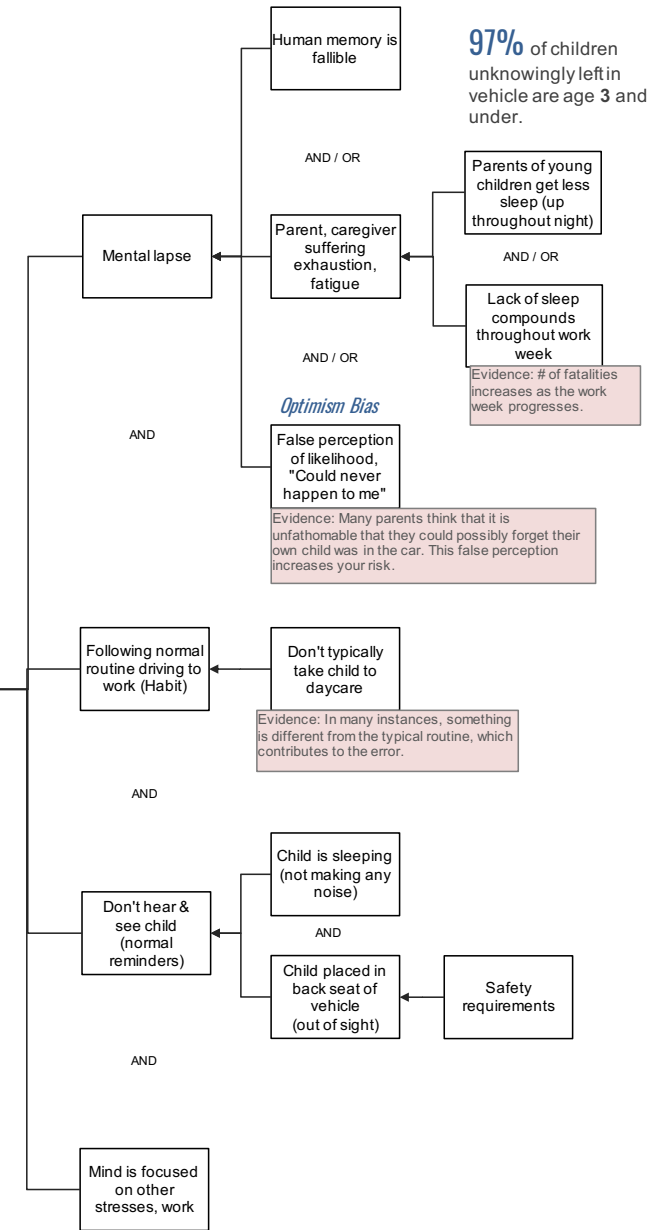 Human memory is
fallible
97% of children
unknowingly left in
vehicle are age 3 and
under.
AND / OR
Parents of young
children get less
sleep (up
throughout night)
Mental lapse
Parent, caregiver
suffering
exhaustion,
fatigue
AND / OR
Lack of sleep
compounds
throughout work
week
Evidence: # of fatalities
increases as the work
week progresses.
AND / OR
Optimism Bias
AND
False perception
of likelihood,
"Could never
happen to me"
Evidence: Many parents think that it is
unfathomable that they could possibly forget their
own child was in the car. This false perception
increases your risk.
Following normal
routine driving to
work (Habit)
Don't typically
take child to
daycare
Evidence: In many instances, something
is different from the typical routine, which
contributes to the error.
AND
Child is sleeping
(not making any
noise)
Don't hear &
see child
(normal
reminders)
AND
Child placed in
back seat of
vehicle
(out of sight)
Safety
requirements
AND
Mind is focused
on other
stresses, work